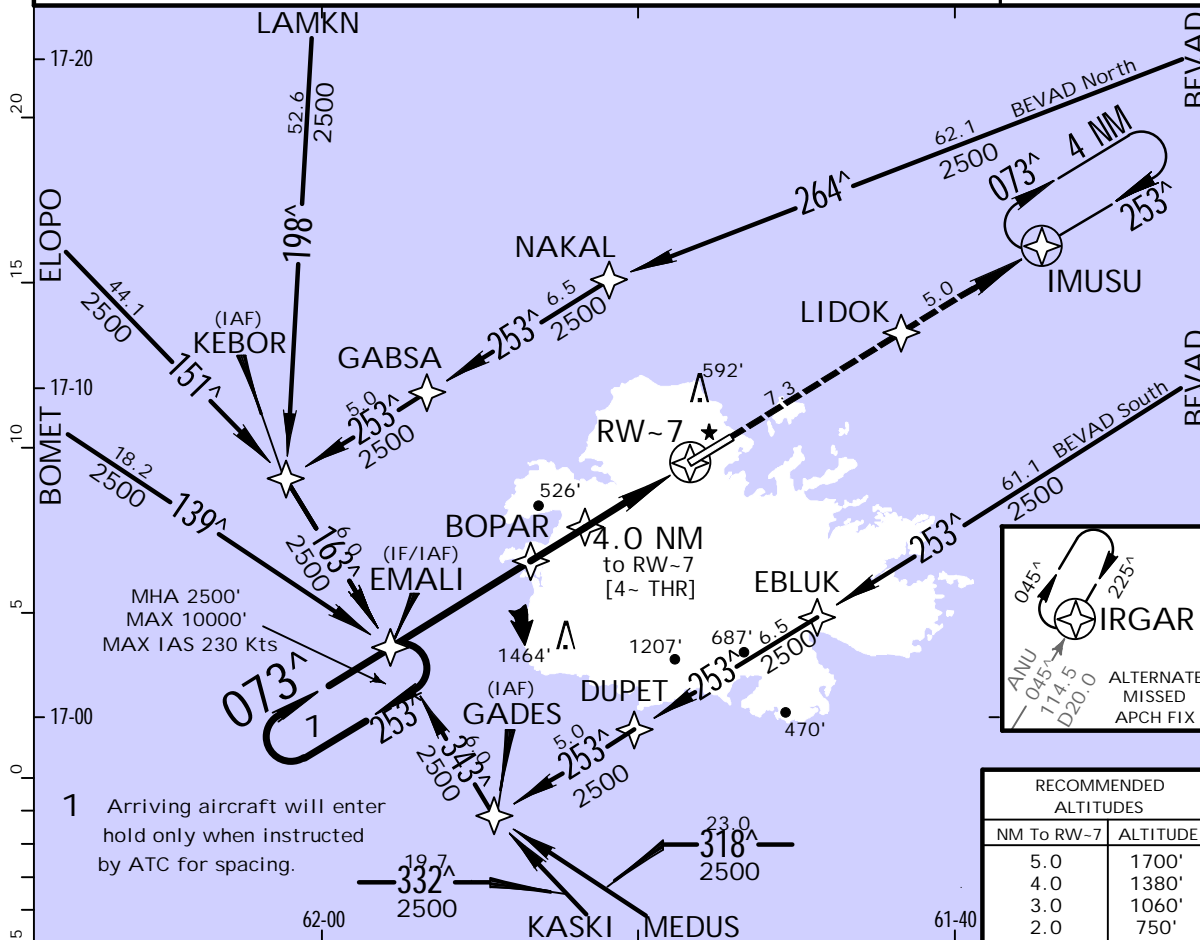 LAMKN
BEVAD
17-20
20
52.6
2500
BEVAD North
62.1
2500
4 NM
073^
253^
264^
198^
ELOPO
NAKAL
IMUSU
15
44.1
2500
6.5
253^
2500
5.0
LIDOK
(IAF)
KEBOR
GABSA
151^
BEVAD
17-10
592'
7.3
5.0
253^
2500
BOMET
10
RW~7
BEVAD South
61.1
2500
18.2
2500
139^
526'
BOPAR
6.0
163^
2500
4.0 NM
to RW~7
[4~ THR]
253^
(IF/IAF)
EMALI
EBLUK
045^
225^
IRGAR
5
MHA 2500'
MAX 10000'
MAX IAS 230 Kts
1464'
1207'
687'
6.5
253^
2500
ANU
045^
114.5
D20.0
ALTERNATE
MISSED
APCH FIX
073^
1
253^
(IAF)
GADES
DUPET
17-00
470'
6.0
343^
2500
5.0
253^
2500
0
1 Arriving aircraft will enter
hold only when instructed
by ATC for spacing.
RECOMMENDED
ALTITUDES
NM To RW~7 ALTITUDE
5.0 1700'
4.0 1380'
3.0 1060'
2.0 750'
23.0
318^
2500
19.7
332^
2500
KASKI
MEDUS
62-00
61-40
5